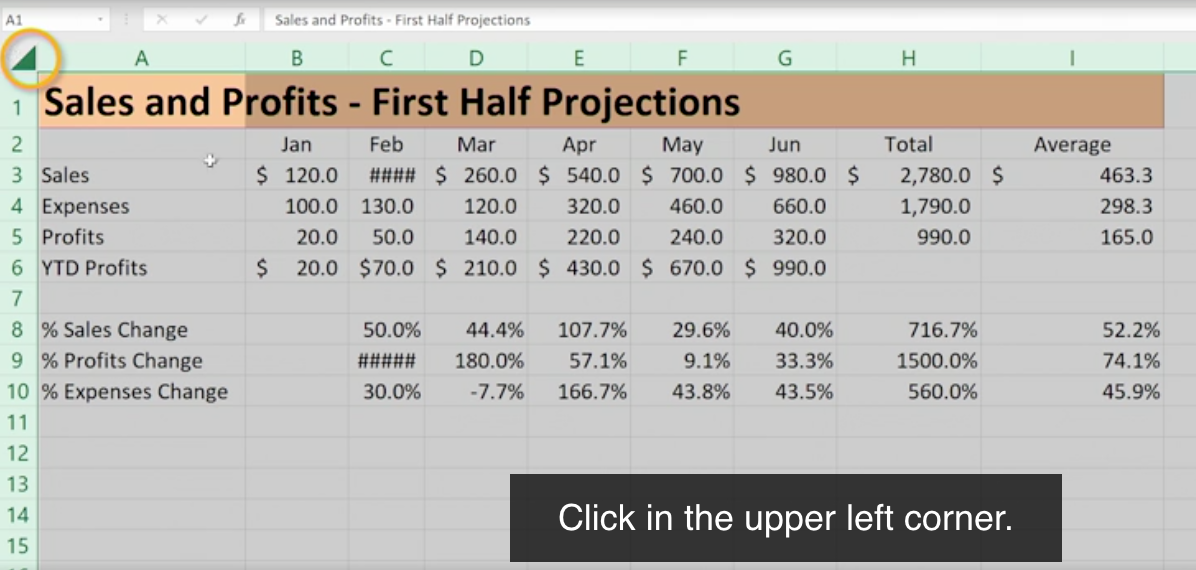 A1 fx Sales and Profits - First Half Projections
A B C D E F G H I
1 Sales and Profits - First Half Projections
2 Jan Feb Mar Apr May Jun Total Average
3 Sales $ 120.0 #### $ 260.0 $ 540.0 $ 700.0 $ 980.0 $ 2,780.0 $ 463.3
4 Expenses 100.0 130.0 120.0 320.0 460.0 660.0 1,790.0 298.3
5 Profits 20.0 50.0 140.0 220.0 240.0 320.0 990.0 165.0
6 YTD Profits $ 20.0 $70.0 $ 210.0 $ 430.0 $ 670.0 $ 990.0
7
8 % Sales Change 50.0% 44.4% 107.7% 29.6% 40.0% 716.7% 52.2%
9 % Profits Change ##### 180.0% 57.1% 9.1% 33.3% 1500.0% 74.1%
10 % Expenses Change 30.0% -7.7% 166.7% 43.8% 43.5% 560.0% 45.9%
11
12
13
14
15
Click in the upper left corner.